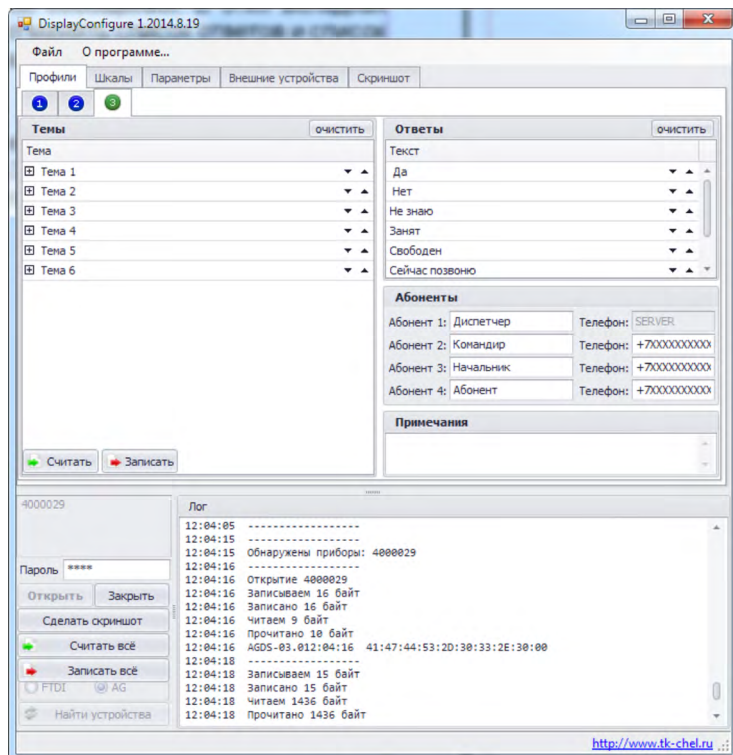 DisplayConfigure 1.2014.8.19
Файл О программе...
Профили Шкалы Параметры Внешние устройства Скриншот
1 2 3
Темы очистить
Тема
Тема 1
Тема 2
Тема 3
Тема 4
Тема 5
Тема 6
Считать Записать
Ответы очистить
Текст
Да
Нет
Не знаю
Занят
Свободен
Сейчас позвоню
Абоненты
Абонент 1: Диспетчер Телефон: SERVER
Абонент 2: Командир Телефон: +7XXXXXXXXXX
Абонент 3: Начальник Телефон: +7XXXXXXXXXX
Абонент 4: Абонент Телефон: +7XXXXXXXXXX
Примечания
4000029
Пароль ****
Открыть Закрыть
Сделать скриншот
Считать всё
Записать всё
FTDI AG
Найти устройства
Лог
12:04:05 ------------------
12:04:15 ------------------
12:04:15 Обнаружены приборы: 4000029
12:04:16 ------------------
12:04:16 Открытие 4000029
12:04:16 Записываем 16 байт
12:04:16 Записано 16 байт
12:04:16 Читаем 9 байт
12:04:16 Прочитано 10 байт
12:04:16 AGDS-03.012:04:16 41:47:44:53:2D:30:33:2E:30:00
12:04:18 ------------------
12:04:18 Записываем 15 байт
12:04:18 Записано 15 байт
12:04:18 Читаем 1436 байт
12:04:18 Прочитано 1436 байт
http://www.tk-chel.ru